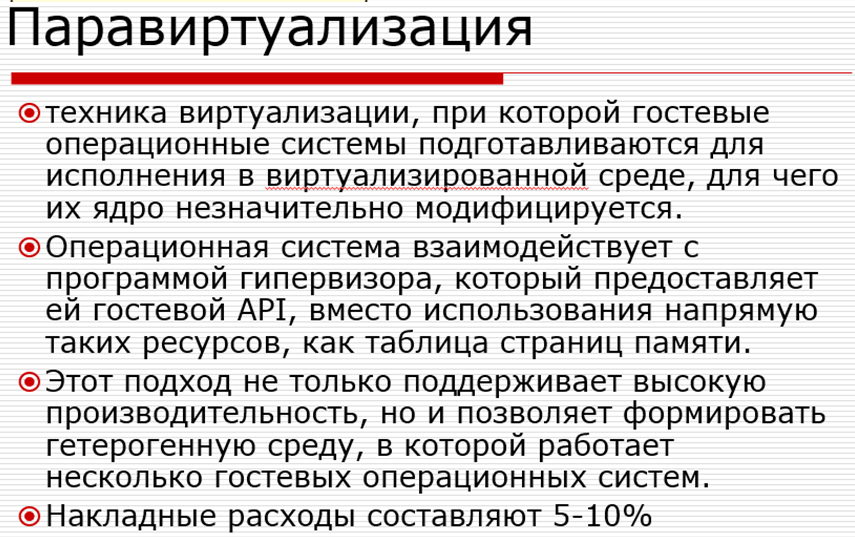 Паравиртуализация
техника виртуализации, при которой гостевые
операционные системы подготавливаются для
исполнения в виртуализированной среде, для чего
их ядро незначительно модифицируется.
Операционная система взаимодействует с
программой гипервизора, который предоставляет
ей гостевой API, вместо использования напрямую
таких ресурсов, как таблица страниц памяти.
Этот подход не только поддерживает высокую
производительность, но и позволяет формировать
гетерогенную среду, в которой работает
несколько гостевых операционных систем.
Накладные расходы составляют 5-10%